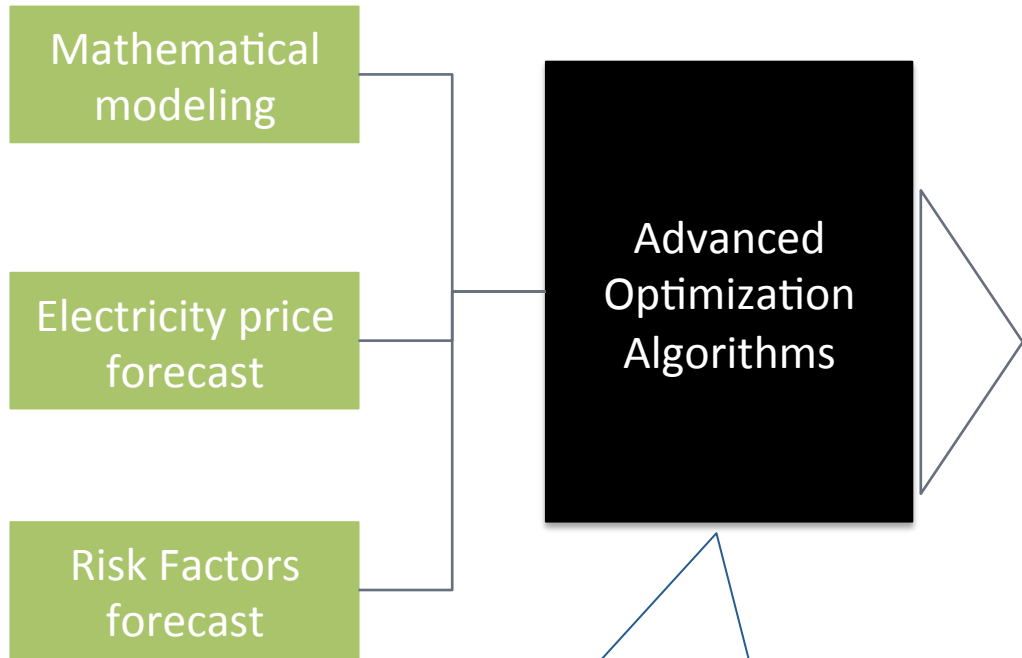 Mathematical
modeling
Electricity price
forecast
Risk Factors
forecast
Advanced
Optimization
Algorithms